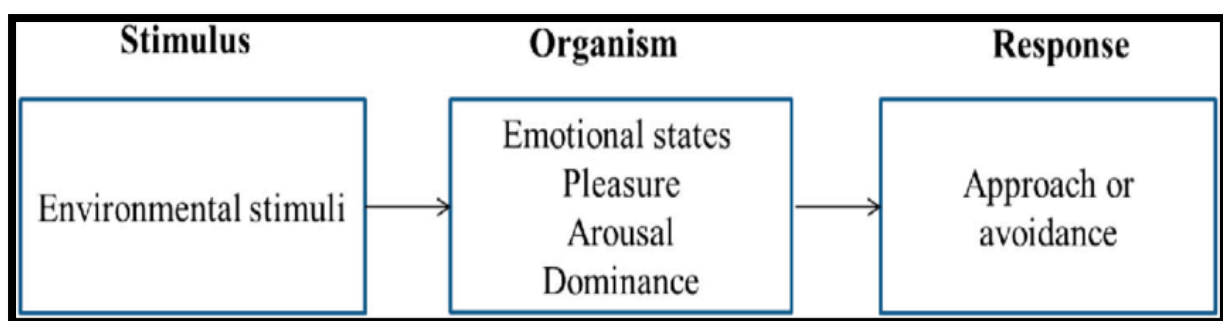 Stimulus
Organism
Response
Environmental stimuli
Emotional states
Pleasure
Arousal
Dominance
Approach or
avoidance